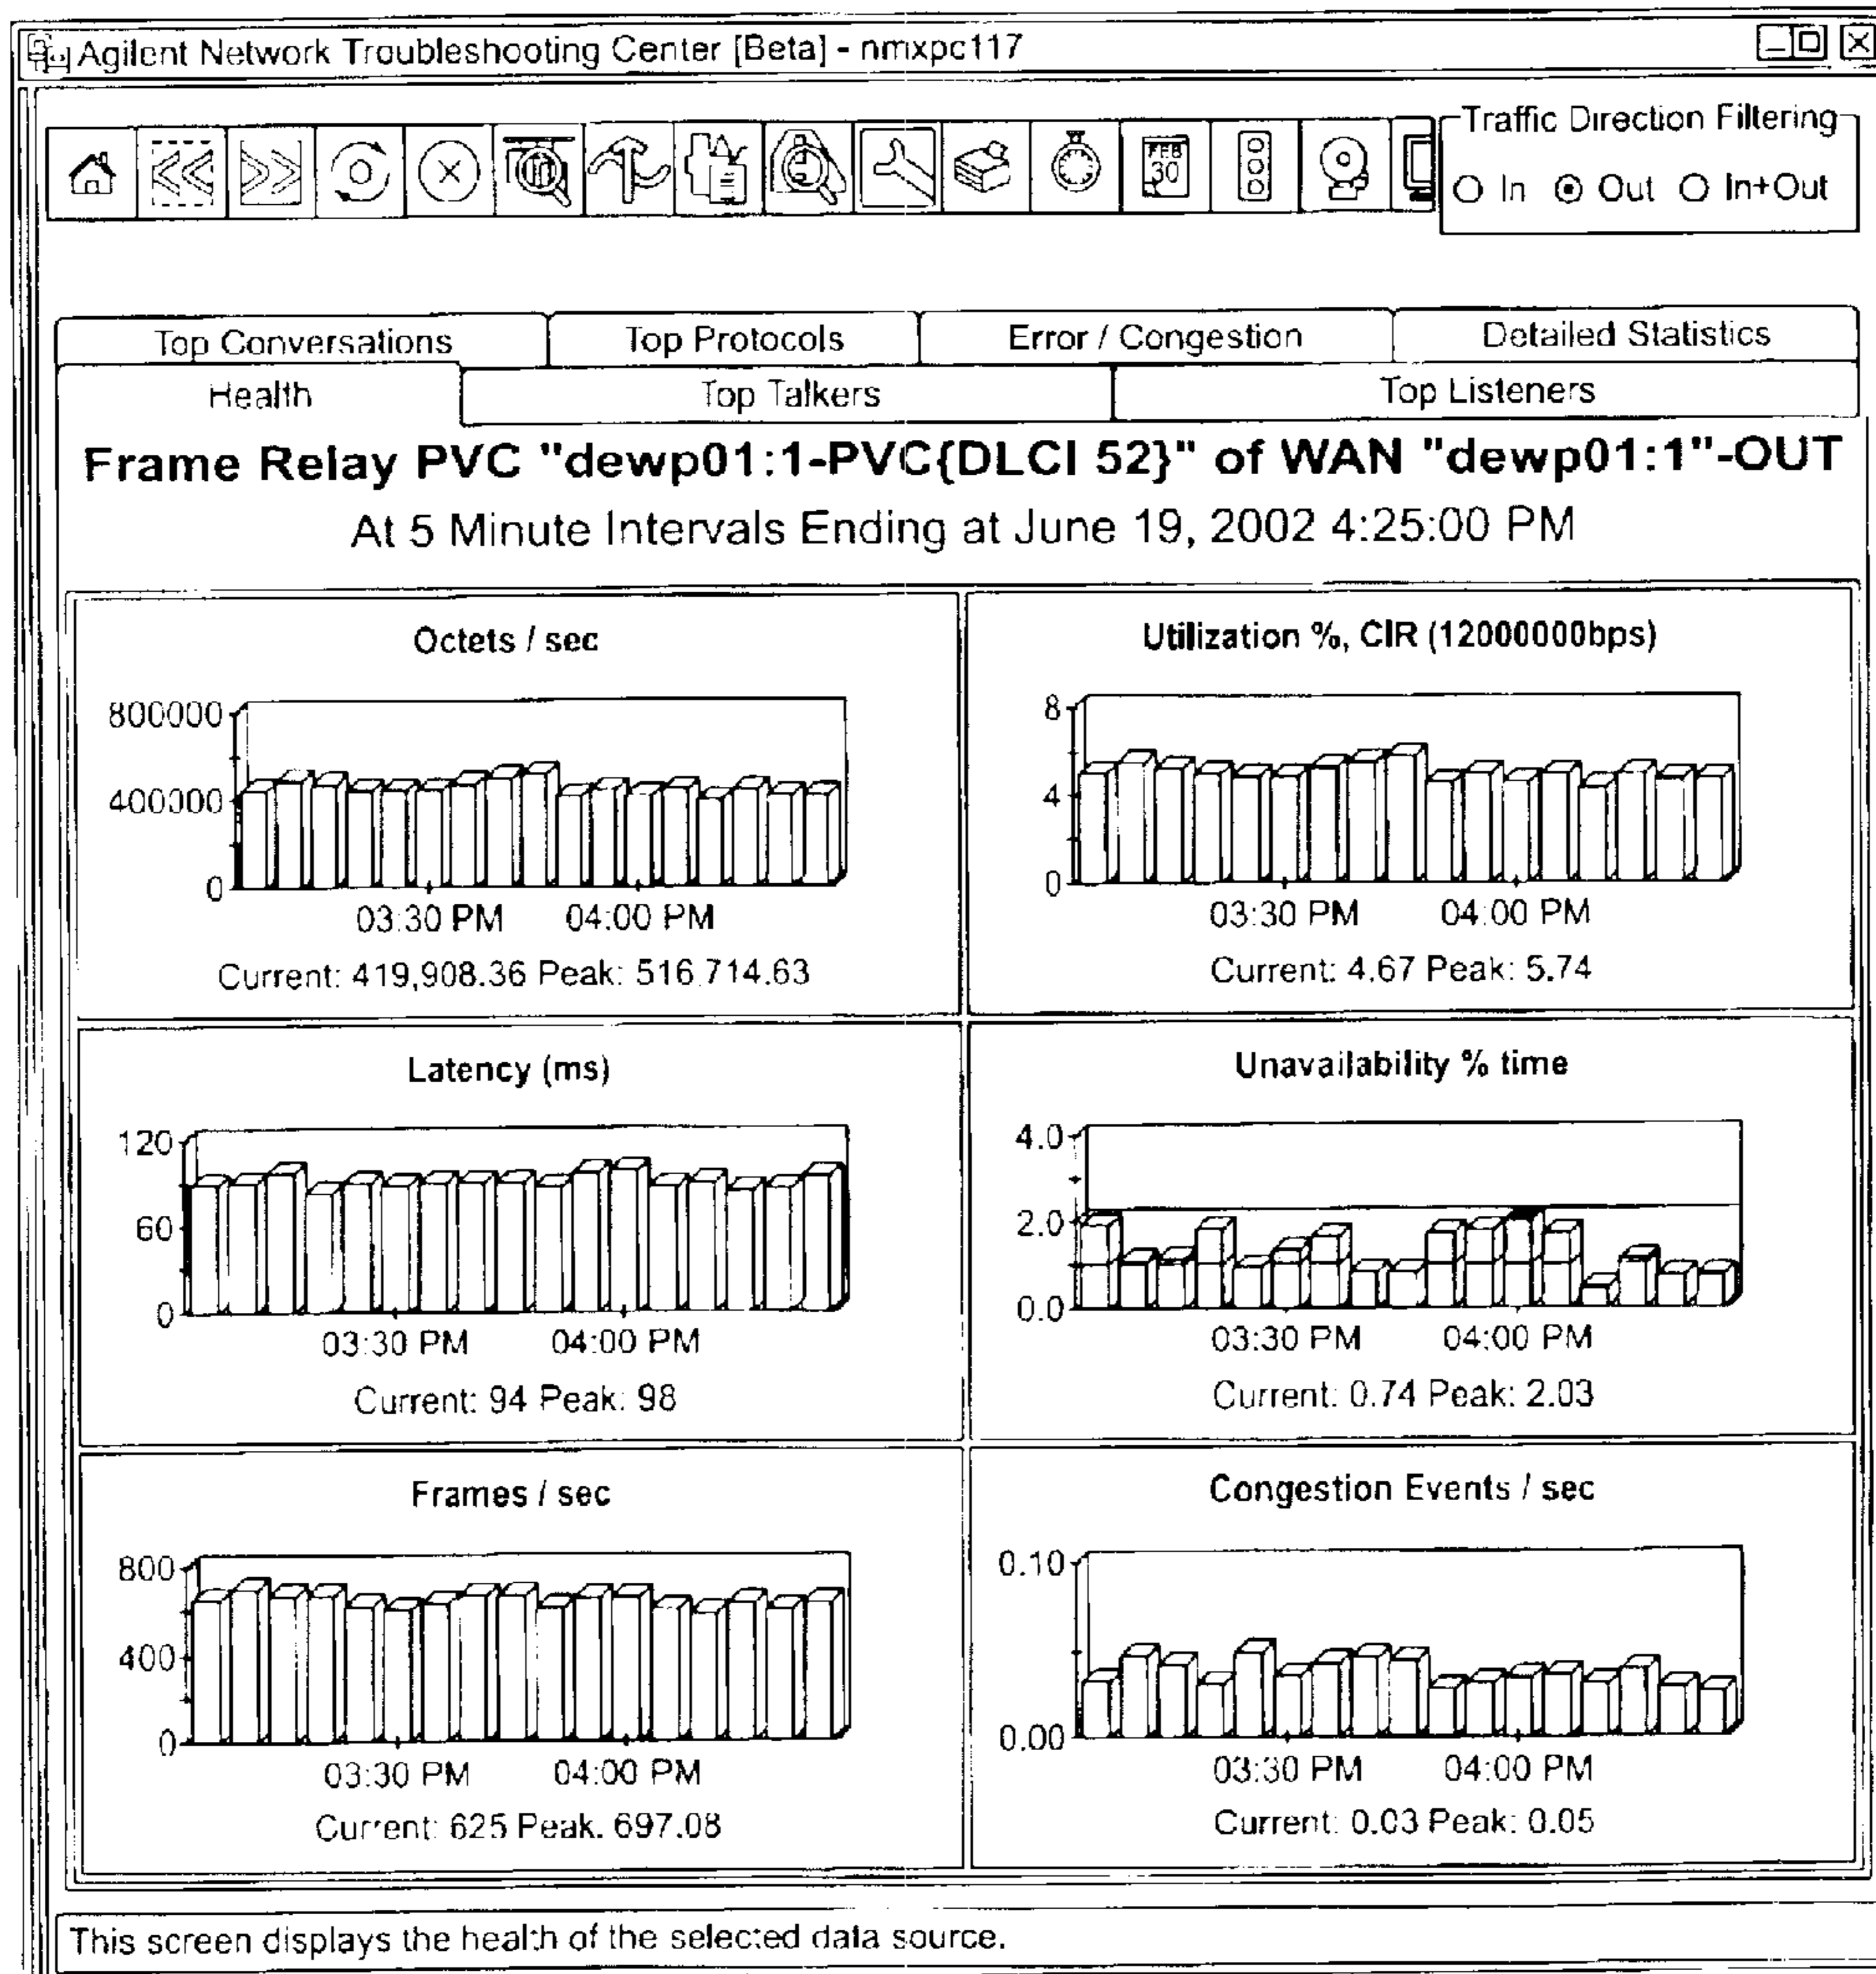 Agilent Network Troubleshooting Center [Beta] - nmxpc117
Traffic Direction Filtering
FEB
30
In Out In+Out
Top Conversations Top Protocols Error / Congestion Detailed Statistics
Health Top Talkers Top Listeners
Frame Relay PVC "dewp01:1-PVC{DLCI 52}" of WAN "dewp01:1"-OUT
At 5 Minute Intervals Ending at June 19, 2002 4:25:00 PM
Octets / sec
800000
400000
0
03:30 PM 04:00 PM
Current: 419,908.36 Peak: 516.714.63
Utilization %, CIR (12000000bps)
8
4
0
03:30 PM 04:00 PM
Current: 4.67 Peak: 5.74
Latency (ms)
120
60
0
03:30 PM 04:00 PM
Current: 94 Peak: 98
Unavailability % time
4.0
2.0
0.0
03:30 PM 04:00 PM
Current: 0.74 Peak: 2.03
Frames / sec
800
400
0
03:30 PM 04:00 PM
Current: 625 Peak. 697.08
Congestion Events / sec
0.10
0.00
03:30 PM 04:00 PM
Current: 0.03 Peak: 0.05
This screen displays the health of the selected data source.